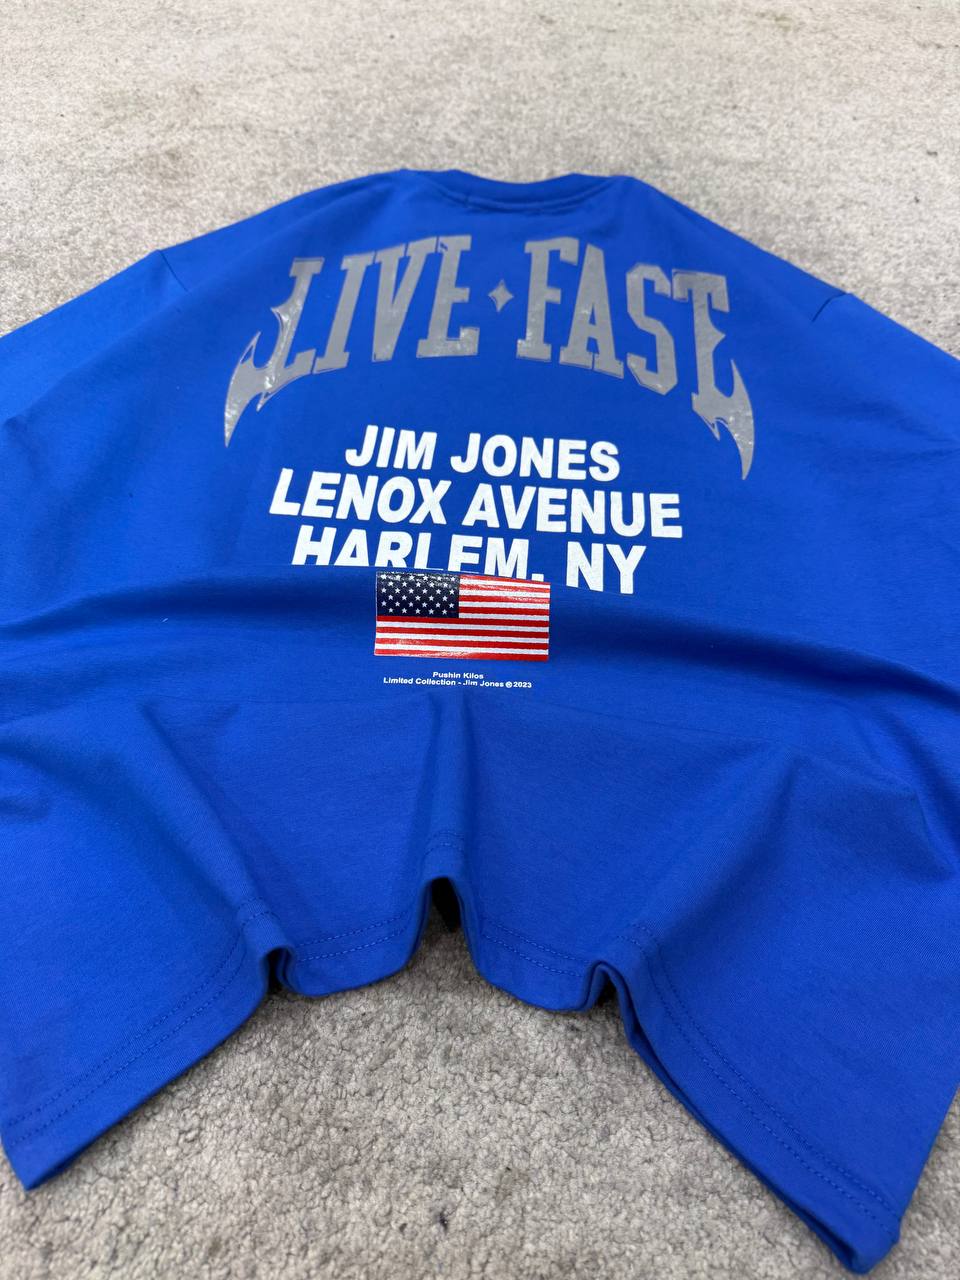 LIVE FAST
JIM JONES
LENOX AVENUE
HARLEM, NY
Pushin Kilos
Limited Collection - Jim Jones ©2023